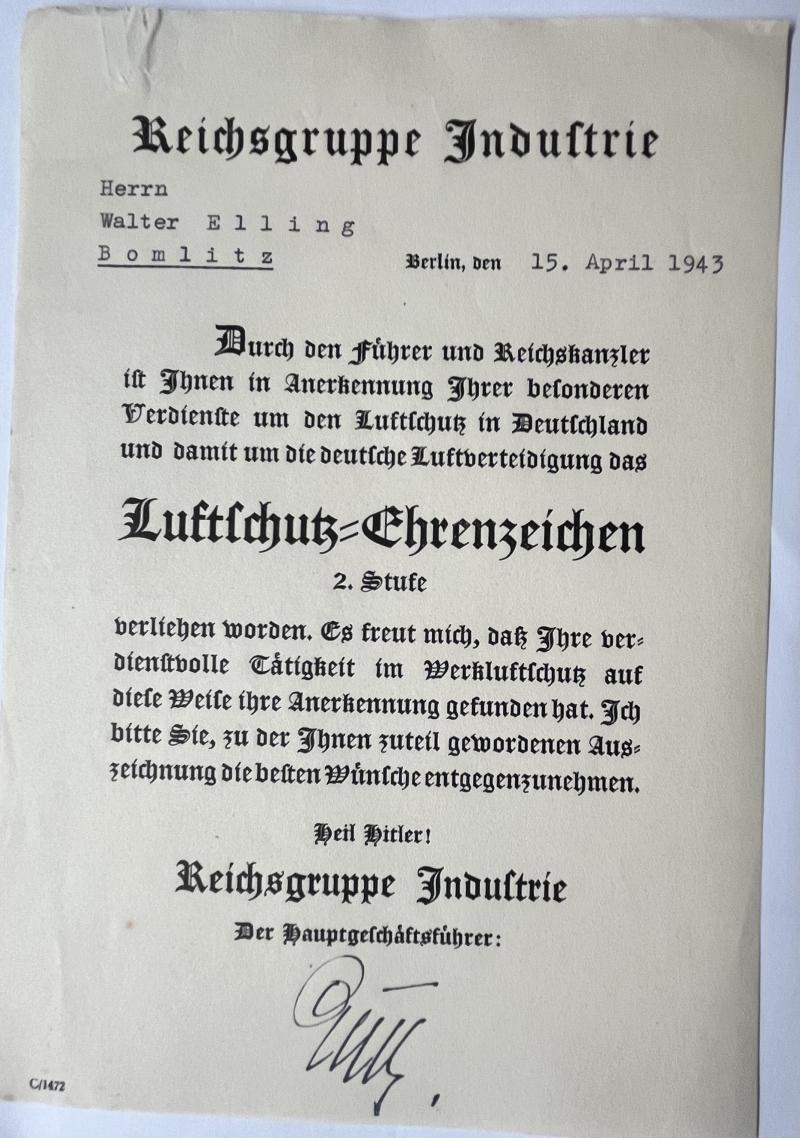 Reichsgruppe Induſtrie
Herrn
Walter E l l i n g
B o m l i t z
Berlin, den 15. April 1943
Durch den Führer und Reichskanzler
iſt Ihnen in Anerkennung Ihrer beſonderen
Verdienſte um den Luftſchutz in Deutſchland
und damit um die deutſche Luftverteidigung das
Luftſchutz=Ehrenzeichen
2. Stufe
verliehen worden. Es freut mich, daß Ihre ver=
dienſtvolle Tätigkeit im Werkluftſchutz auf
dieſe Weiſe ihre Anerkennung gefunden hat. Ich
bitte Sie, zu der Ihnen zuteil gewordenen Aus=
zeichnung die beſten Wünſche entgegenzunehmen.
Heil Hitler!
Reichsgruppe Induſtrie
Der Hauptgeſchäftsführer:
C/1472